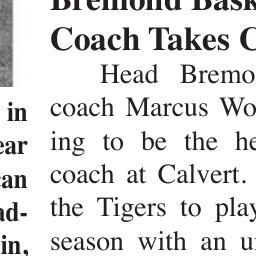 Bremond Bask
Coach Takes C
Head Bremo
coach Marcus Wo
ing to be the he
coach at Calvert.
the Tigers to play
season with an u
in
ear
can
ad-
in,